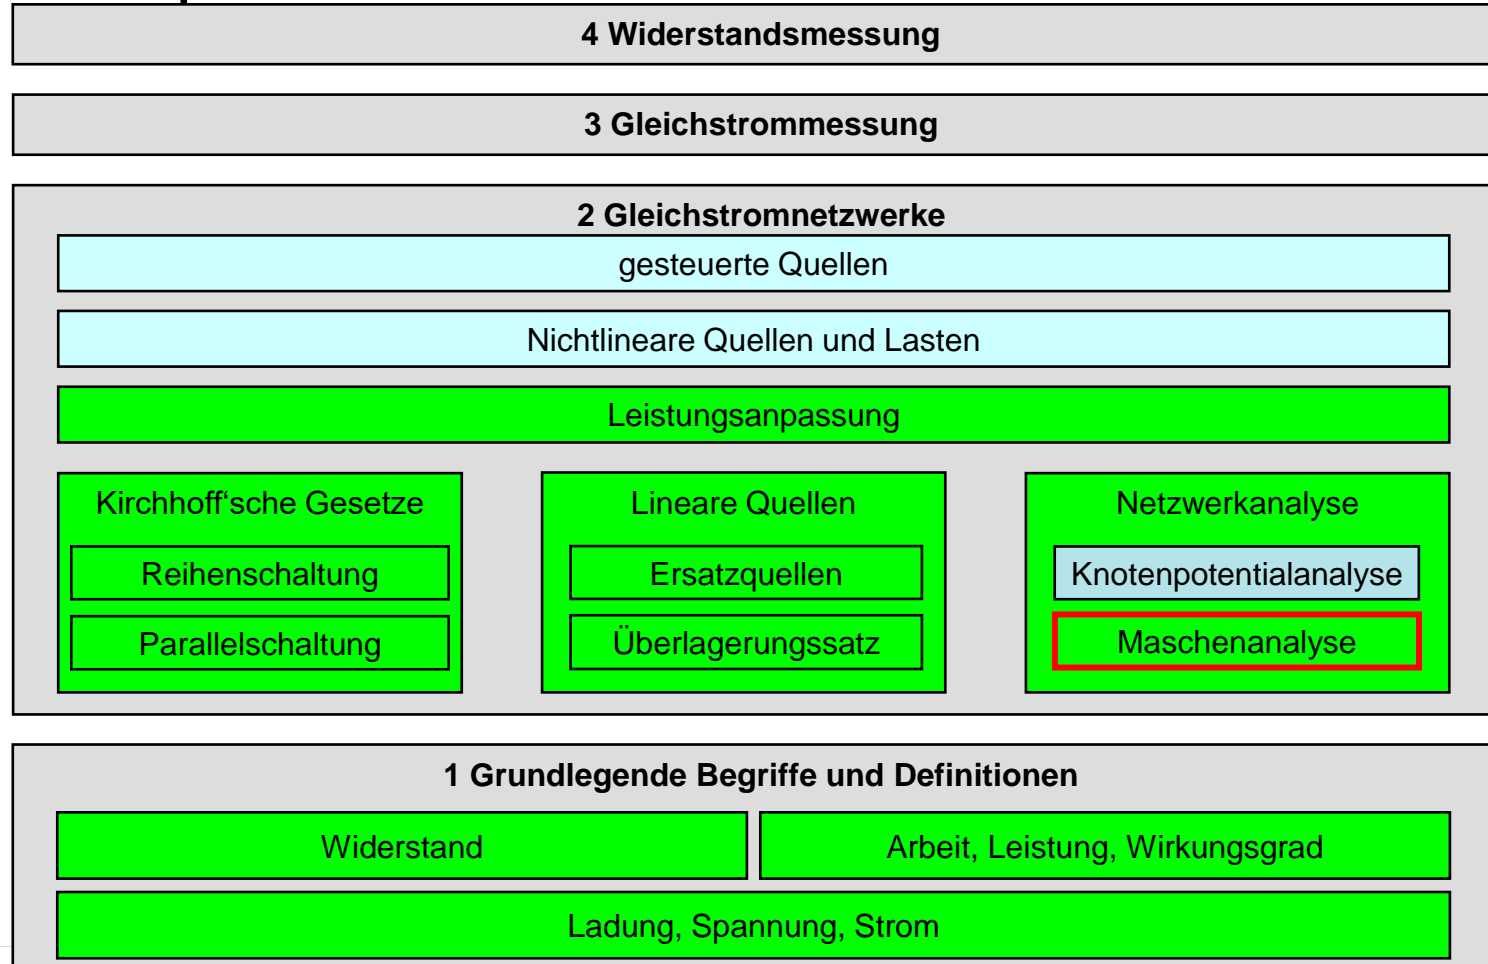 4 Widerstandsmessung
3 Gleichstrommessung
2 Gleichstromnetzwerke
gesteuerte Quellen
Nichtlineare Quellen und Lasten
Leistungsanpassung
Kirchhoff‘sche Gesetze
Reihenschaltung
Parallelschaltung
Lineare Quellen
Ersatzquellen
Überlagerungssatz
Netzwerkanalyse
Knotenpotentialanalyse
Maschenanalyse
1 Grundlegende Begriffe und Definitionen
Widerstand
Arbeit, Leistung, Wirkungsgrad
Ladung, Spannung, Strom